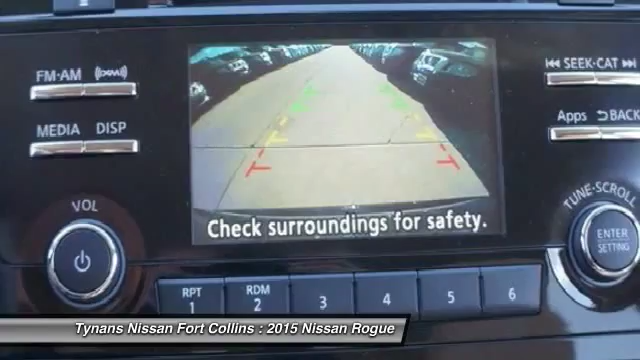 FM·AM
(((XM)))
SEEK·CAT
MEDIA DISP
Apps BACK
Check surroundings for safety.
VOL
TUNE·SCROLL
ENTER
SETTING
RPT
1
RDM
2
3
4
5
6
Tynans Nissan Fort Collins : 2015 Nissan Rogue